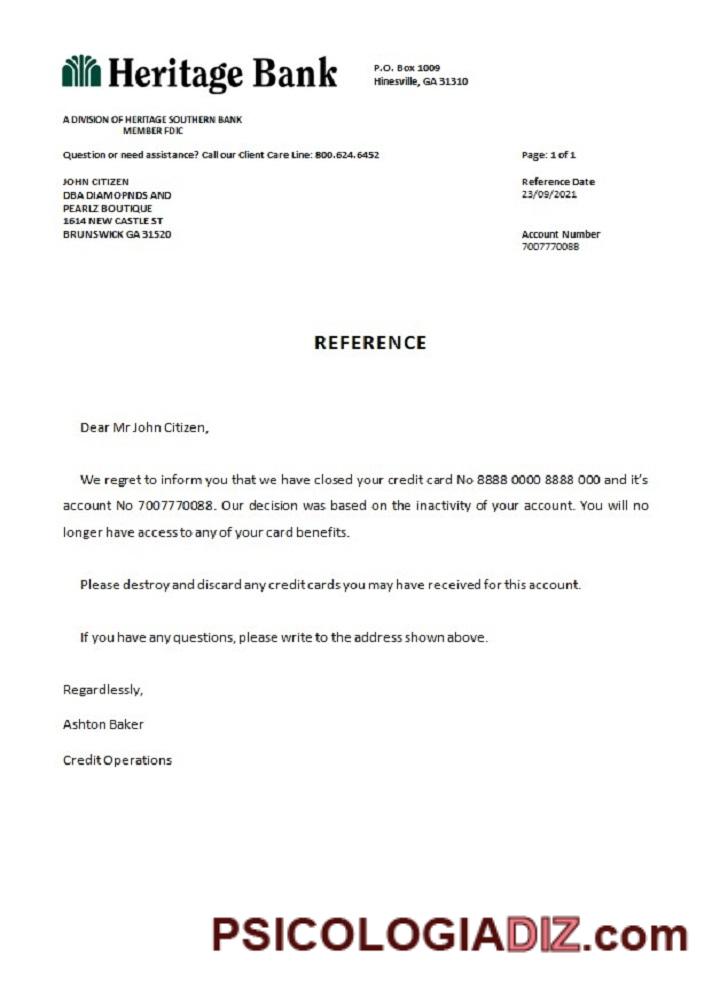 Heritage Bank
P.O. Box 1009
Hinesville, GA 31310
A DIVISION OF HERITAGE SOUTHERN BANK
MEMBER FDIC
Question or need assistance? Call our Client Care Line: 800.624.6452
Page: 1 of 1
JOHN CITIZEN
DBA DIAMOPNDS AND
PEARLZ BOUTIQUE
1614 NEW CASTLE ST
BRUNSWICK GA 31520
Reference Date
23/09/2021
Account Number
7007770088
REFERENCE
Dear Mr John Citizen,
We regret to inform you that we have closed your credit card No 8888 0000 8888 000 and it's
account No 7007770088. Our decision was based on the inactivity of your account. You will no
longer have access to any of your card benefits.
Please destroy and discard any credit cards you may have received for this account.
If you have any questions, please write to the address shown above.
Regardlessly,
Ashton Baker
Credit Operations
PSICOLOGIADIZ.com